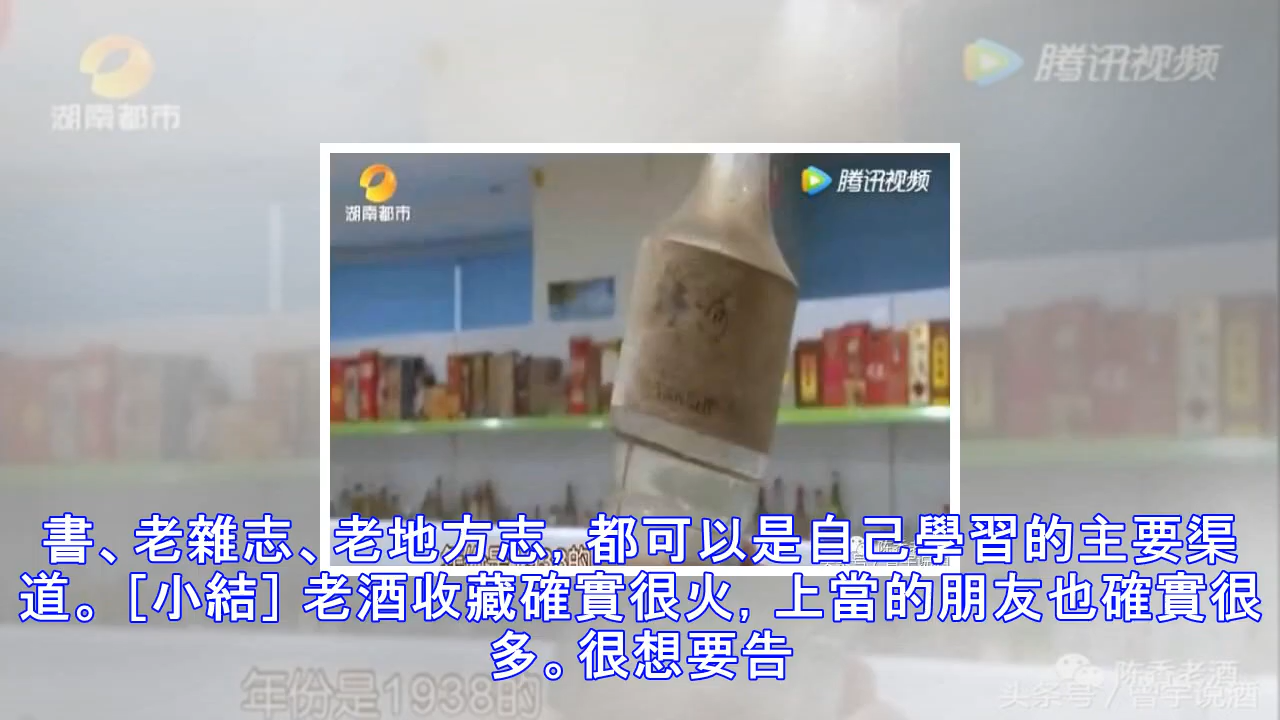 湖南都市
腾讯视频
湖南都市
腾讯视频
書、老雜志、老地方志,都可以是自己學習的主要渠
道。[小結]老酒收藏確實很火,上當的朋友也確實很
多。很想要告
年份是1938的
陈香老酒
头条号/曾宇说酒